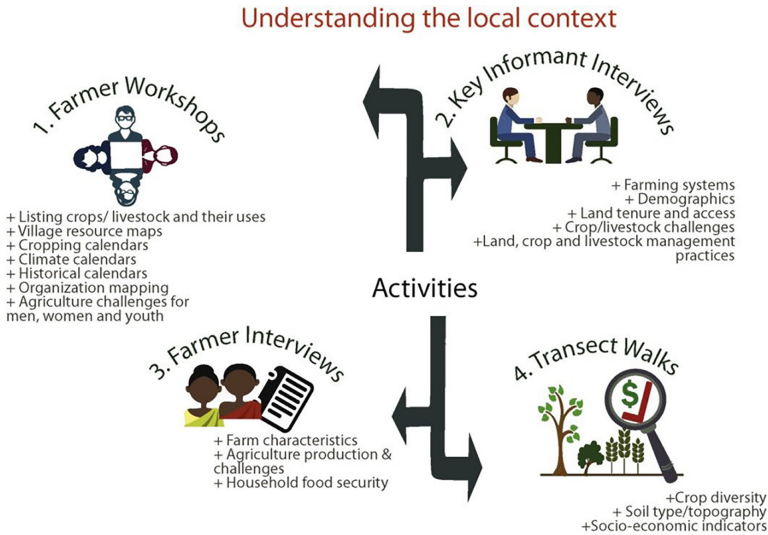 Understanding the local context
1. Farmer Workshops
+ Listing crops/ livestock and their uses
+ Village resource maps
+ Cropping calendars
+ Climate calendars
+ Historical calendars
+ Organization mapping
+ Agriculture challenges for
men, women and youth
2. Key Informant Interviews
+ Farming systems
+ Demographics
+ Land tenure and access
+ Crop/livestock challenges
+Land, crop and livestock management
practices
Activities
3. Farmer Interviews
+ Farm characteristics
+ Agriculture production &
challenges
+ Household food security
4. Transect Walks
$
+Crop diversity
+ Soil type/topography
+Socio-economic indicators